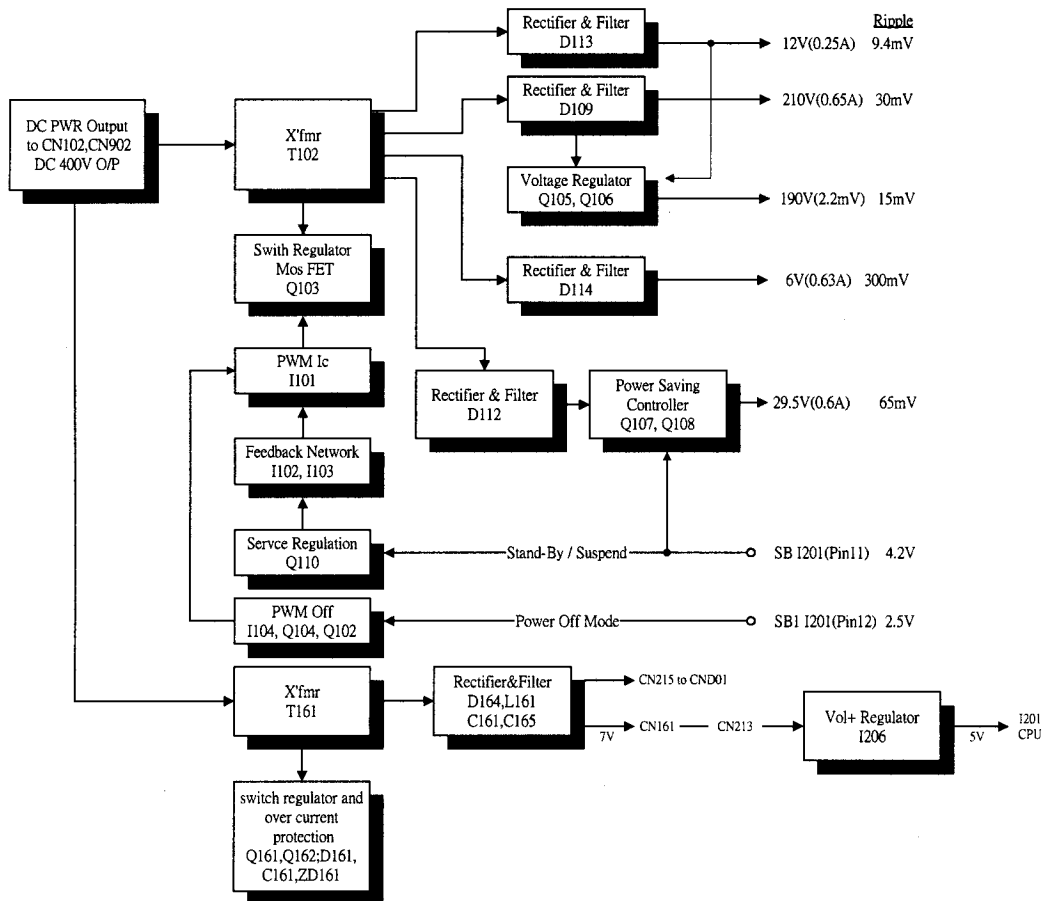 Ripple
Rectifier & Filter
D113
12V(0.25A) 9.4mV
Rectifier & Filter
D109
210V(0.65A) 30mV
DC PWR Output
to CN102,CN902
DC 400V O/P
X'fmr
T102
Voltage Regulator
Q105, Q106
190V(2.2mV) 15mV
Swith Regulator
Mos FET
Q103
Rectifier & Filter
D114
6V(0.63A) 300mV
PWM Ic
I101
Rectifier & Filter
D112
Power Saving
Controller
Q107, Q108
29.5V(0.6A) 65mV
Feedback Network
I102, I103
Servce Regulation
Q110
Stand-By / Suspend
SB I201(Pin11) 4.2V
PWM Off
I104, Q104, Q102
Power Off Mode
SB1 I201(Pin12) 2.5V
X'fmr
T161
Rectifier&Filter
D164,L161
C161,C165
CN215 to CND01
7V
CN161
CN213
Vol+ Regulator
I206
5V
I201
CPU
switch regulator and
over current
protection
Q161,Q162;D161,
C161,ZD161